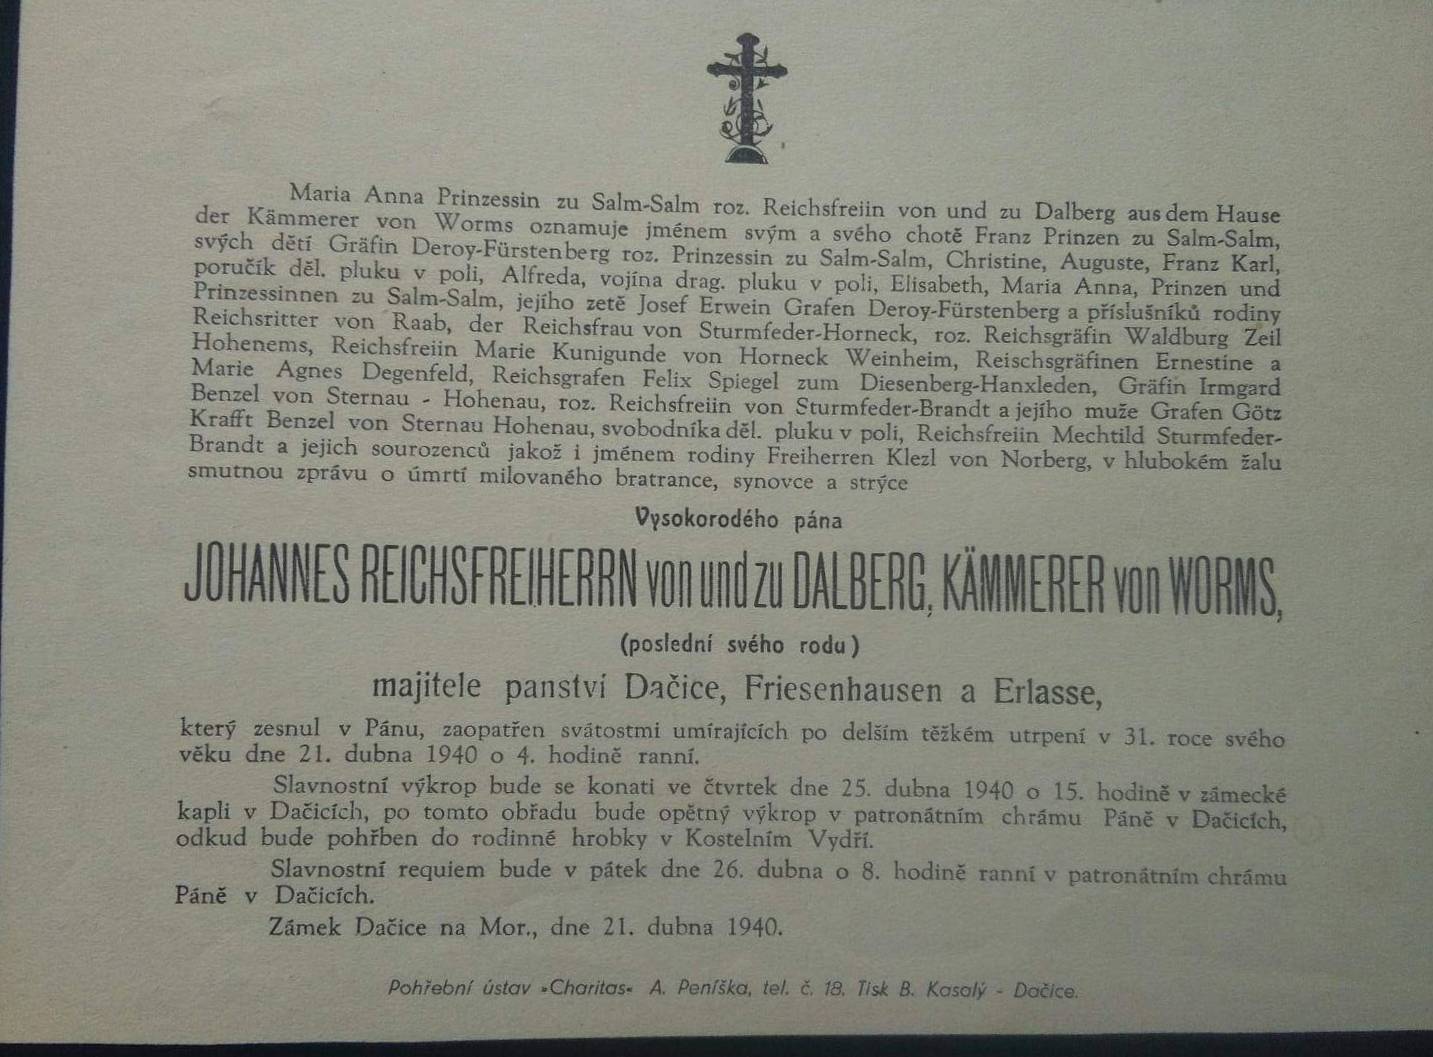 Maria Anna Prinzessin zu Salm-Salm roz. Reichsfreiin von und zu Dalberg aus dem Hause
der Kämmerer von Worms oznamuje jménem svým a svého chotě Franz Prinzen zu Salm-Salm,
svých dětí Gräfin Deroy-Fürstenberg roz. Prinzessin zu Salm-Salm, Christine, Auguste, Franz Karl,
poručík děl. pluku v poli, Alfreda, vojína drag. pluku v poli, Elisabeth, Maria Anna, Prinzen und
Prinzessinnen zu Salm-Salm, jejího zetě Josef Erwein Grafen Deroy-Fürstenberg a příslušníků rodiny
Reichsritter von Raab, der Reichsfrau von Sturmfeder-Horneck, roz. Reichsgräfin Waldburg Zeil
Hohenems, Reichsfreiin Marie Kunigunde von Horneck Weinheim, Reischsgräfinen Ernestine a
Marie Agnes Degenfeld, Reichsgrafen Felix Spiegel zum Diesenberg-Hanxleden, Gräfin Irmgard
Benzel von Sternau - Hohenau, roz. Reichsfreiin von Sturmfeder-Brandt a jejího muže Grafen Götz
Krafft Benzel von Sternau Hohenau, svobodníka děl. pluku v poli, Reichsfreiin Mechtild Sturmfeder-
Brandt a jejich sourozenců jakož i jménem rodiny Freiherren Klezl von Norberg, v hlubokém žalu
smutnou zprávu o úmrtí milovaného bratrance, synovce a strýce
Vysokorodého pána
JOHANNES REICHSFREIHERRN von und zu DALBERG, KÄMMERER von WORMS,
(poslední svého rodu)
majitele panství Dačice, Friesenhausen a Erlasse,
který zesnul v Pánu, zaopatřen svátostmi umírajících po delším těžkém utrpení v 31. roce svého
věku dne 21. dubna 1940 o 4. hodině ranní.
Slavnostní výkrop bude se konati ve čtvrtek dne 25. dubna 1940 o 15. hodině v zámecké
kapli v Dačicích, po tomto obřadu bude opětný výkrop v patronátním chrámu Páně v Dačicích,
odkud bude pohřben do rodinné hrobky v Kostelním Vydří.
Slavnostní requiem bude v pátek dne 26. dubna o 8. hodině ranní v patronátním chrámu
Páně v Dačicích.
Zámek Dačice na Mor., dne 21. dubna 1940.
Pohřební ústav »Charitas« A. Peníška, tel. č. 18. Tisk B. Kasalý - Dačice.